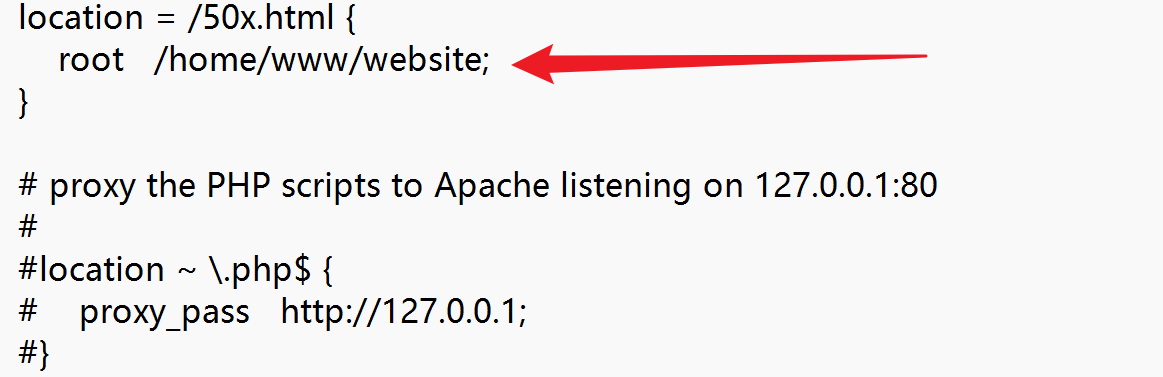 location = /50x.html {
    root   /home/www/website;
}
# proxy the PHP scripts to Apache listening on 127.0.0.1:80
#
#location ~ \.php$ {
#    proxy_pass   http://127.0.0.1;
#}